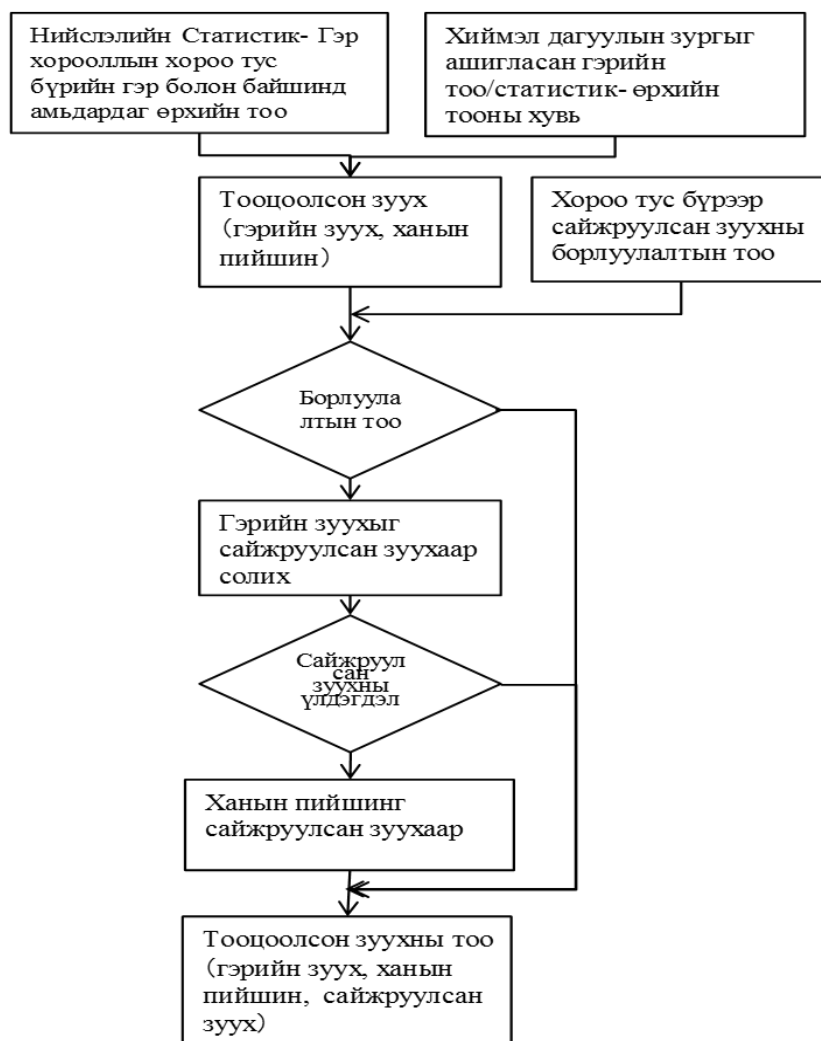 Нийслэлийн Статистик- Гэр
хорооллын хороо тус
бүрийн гэр болон байшинд
амьдардаг өрхийн тоо
Хиймэл дагуулын зургыг
ашигласан гэрийн
тоо/статистик- өрхийн
тооны хувь
Тооцоолсон зуух
(гэрийн зуух, ханын
пийшин)
Хороо тус бүрээр
сайжруулсан зуухны
борлуулалтын тоо
Борлуула
лтын тоо
Гэрийн зуухыг
сайжруулсан зуухаар
солих
Сайжруул
сан
зуухны
үлдэгдэл
Ханын пийшинг
сайжруулсан зуухаар
Тооцоолсон зуухны тоо
(гэрийн зуух, ханын
пийшин, сайжруулсан
зуух)